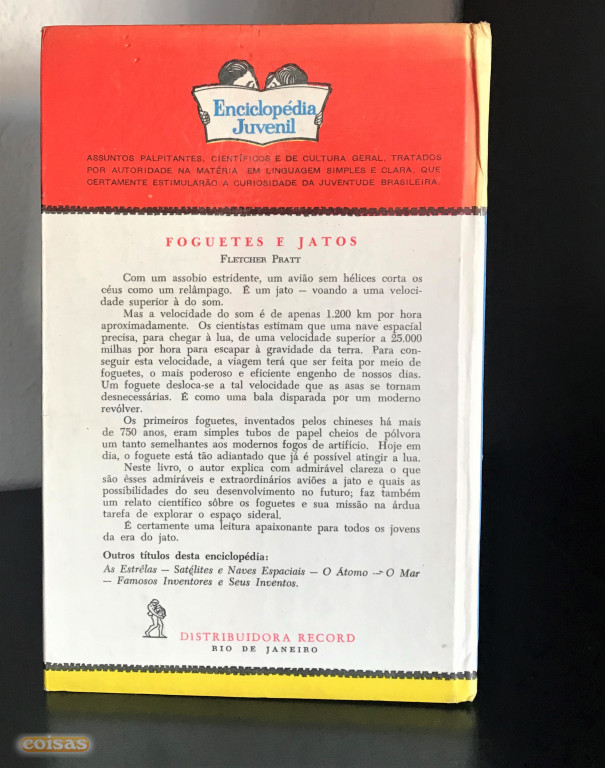 Enciclopédia
Juvenil
ASSUNTOS PALPITANTES, CIENTÍFICOS E DE CULTURA GERAL, TRATADOS
POR AUTORIDADE NA MATÉRIA EM LINGUAGEM SIMPLES E CLARA, QUE
CERTAMENTE ESTIMULARÃO A CURIOSIDADE DA JUVENTUDE BRASILEIRA.
FOGUETES E JATOS
FLETCHER PRATT
Com um assobio estridente, um avião sem hélices corta os
céus como um relâmpago. É um jato — voando a uma veloci-
dade superior à do som.
Mas a velocidade do som é de apenas 1.200 km por hora
aproximadamente. Os cientistas estimam que uma nave espacial
precisa, para chegar à lua, de uma velocidade superior a 25.000
milhas por hora para escapar à gravidade da terra. Para con-
seguir esta velocidade, a viagem terá que ser feita por meio de
foguetes, o mais poderoso e eficiente engenho de nossos dias.
Um foguete desloca-se a tal velocidade que as asas se tornam
desnecessárias. É como uma bala disparada por um moderno
revólver.
Os primeiros foguetes, inventados pelos chineses há mais
de 750 anos, eram simples tubos de papel cheios de pólvora
um tanto semelhantes aos modernos fogos de artifício. Hoje em
dia, o foguete está tão adiantado que já é possível atingir a lua.
Neste livro, o autor explica com admirável clareza o que
são êsses admiráveis e extraordinários aviões a jato e quais as
possibilidades do seu desenvolvimento no futuro; faz também
um relato científico sôbre os foguetes e sua missão na árdua
tarefa de explorar o espaço sideral.
É certamente uma leitura apaixonante para todos os jovens
da era do jato.
Outros títulos desta enciclopédia:
As Estrêlas — Satélites e Naves Espaciais — O Átomo — O Mar
— Famosos Inventores e Seus Inventos.
DISTRIBUIDORA RECORD
RIO DE JANEIRO
coisas